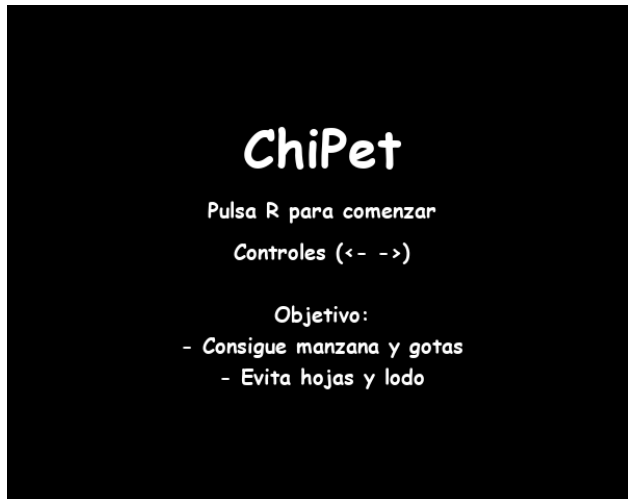 ChiPet
Pulsa R para comenzar
Controles (<- ->)
Objetivo:
- Consigue manzana y gotas
- Evita hojas y lodo